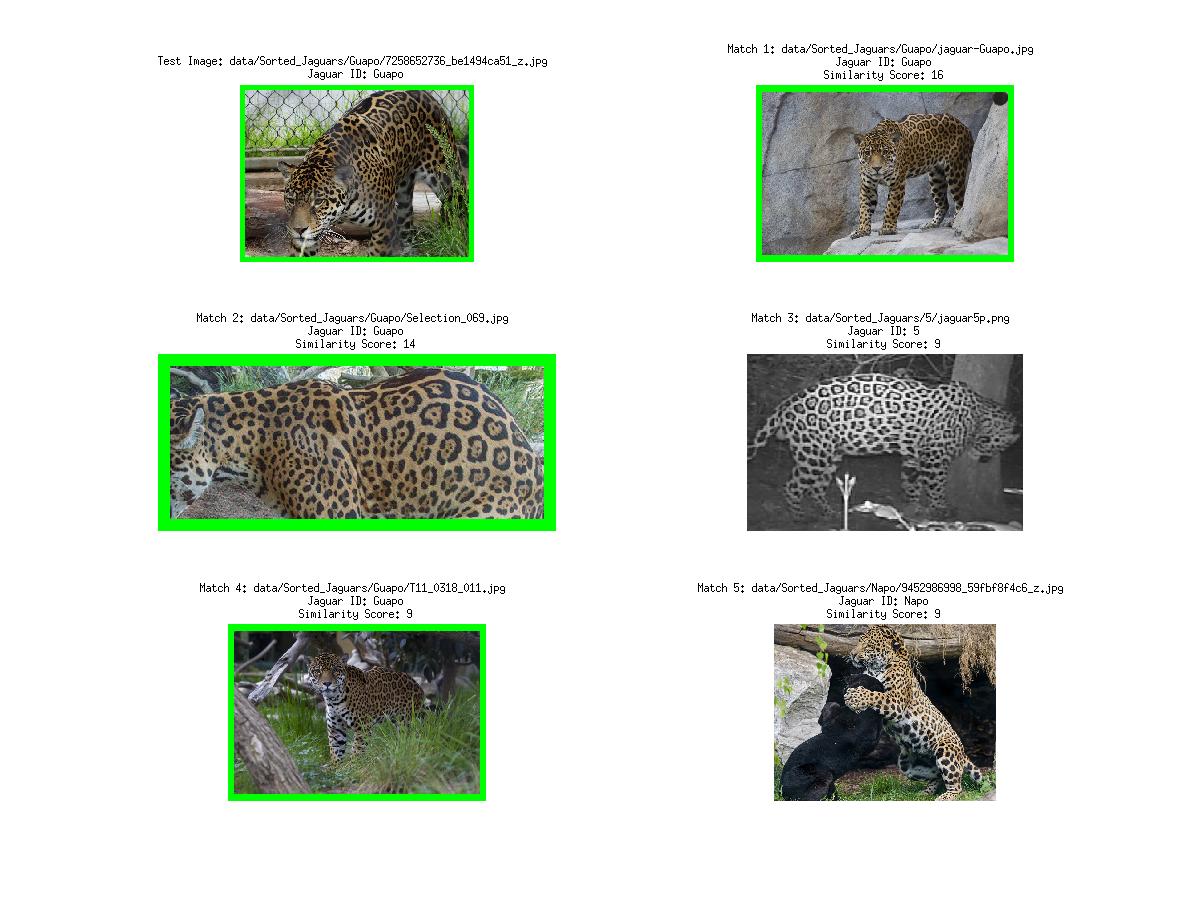 Test Image: data/Sorted_Jaguars/Guapo/7258652736_be1494ca51_z.jpg
Jaguar ID: Guapo
Match 1: data/Sorted_Jaguars/Guapo/jaguar-Guapo.jpg
Jaguar ID: Guapo
Similarity Score: 16
Match 2: data/Sorted_Jaguars/Guapo/Selection_069.jpg
Jaguar ID: Guapo
Similarity Score: 14
Match 3: data/Sorted_Jaguars/5/jaguar5p.png
Jaguar ID: 5
Similarity Score: 9
Match 4: data/Sorted_Jaguars/Guapo/T11_0318_011.jpg
Jaguar ID: Guapo
Similarity Score: 9
Match 5: data/Sorted_Jaguars/Napo/9452986998_59fbf8f4c6_z.jpg
Jaguar ID: Napo
Similarity Score: 9